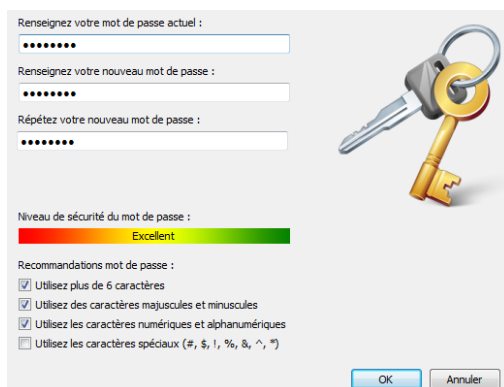 Renseignez votre mot de passe actuel :
••••••••
Renseignez votre nouveau mot de passe :
••••••••
Répétez votre nouveau mot de passe :
••••••••
Niveau de sécurité du mot de passe :
Excellent
Recommandations mot de passe :
Utilisez plus de 6 caractères
Utilisez des caractères majuscules et minuscules
Utilisez les caractères numériques et alphanumériques
Utilisez les caractères spéciaux (#, $, !, %, &, ^, *)
OK Annuler